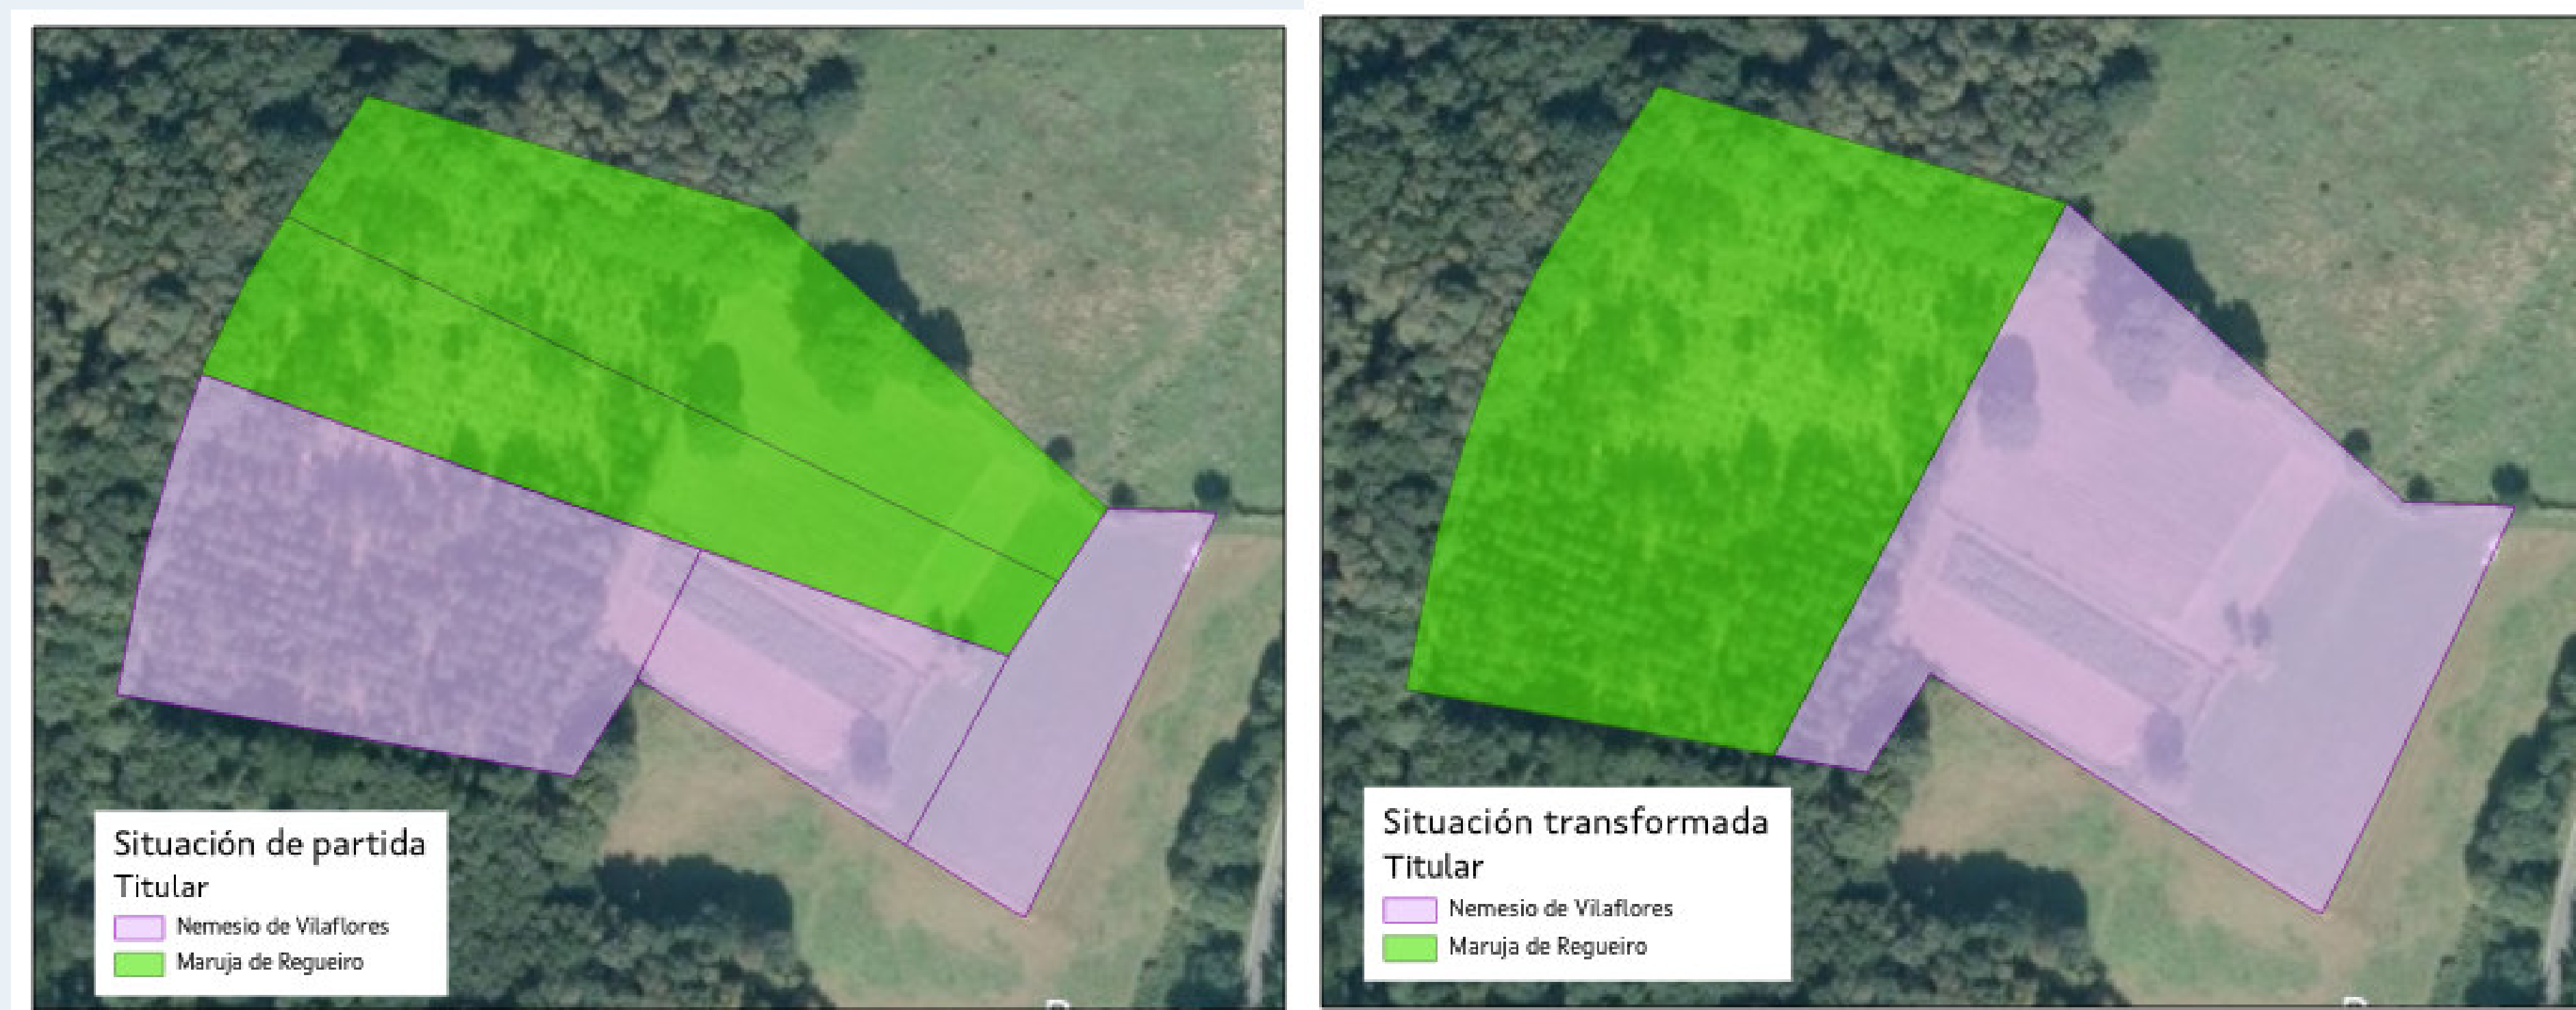 Situación de partida
Titular
Nemesio de Vilaflores
Maruja de Regueiro
Situación transformada
Titular
Nemesio de Vilaflores
Maruja de Regueiro